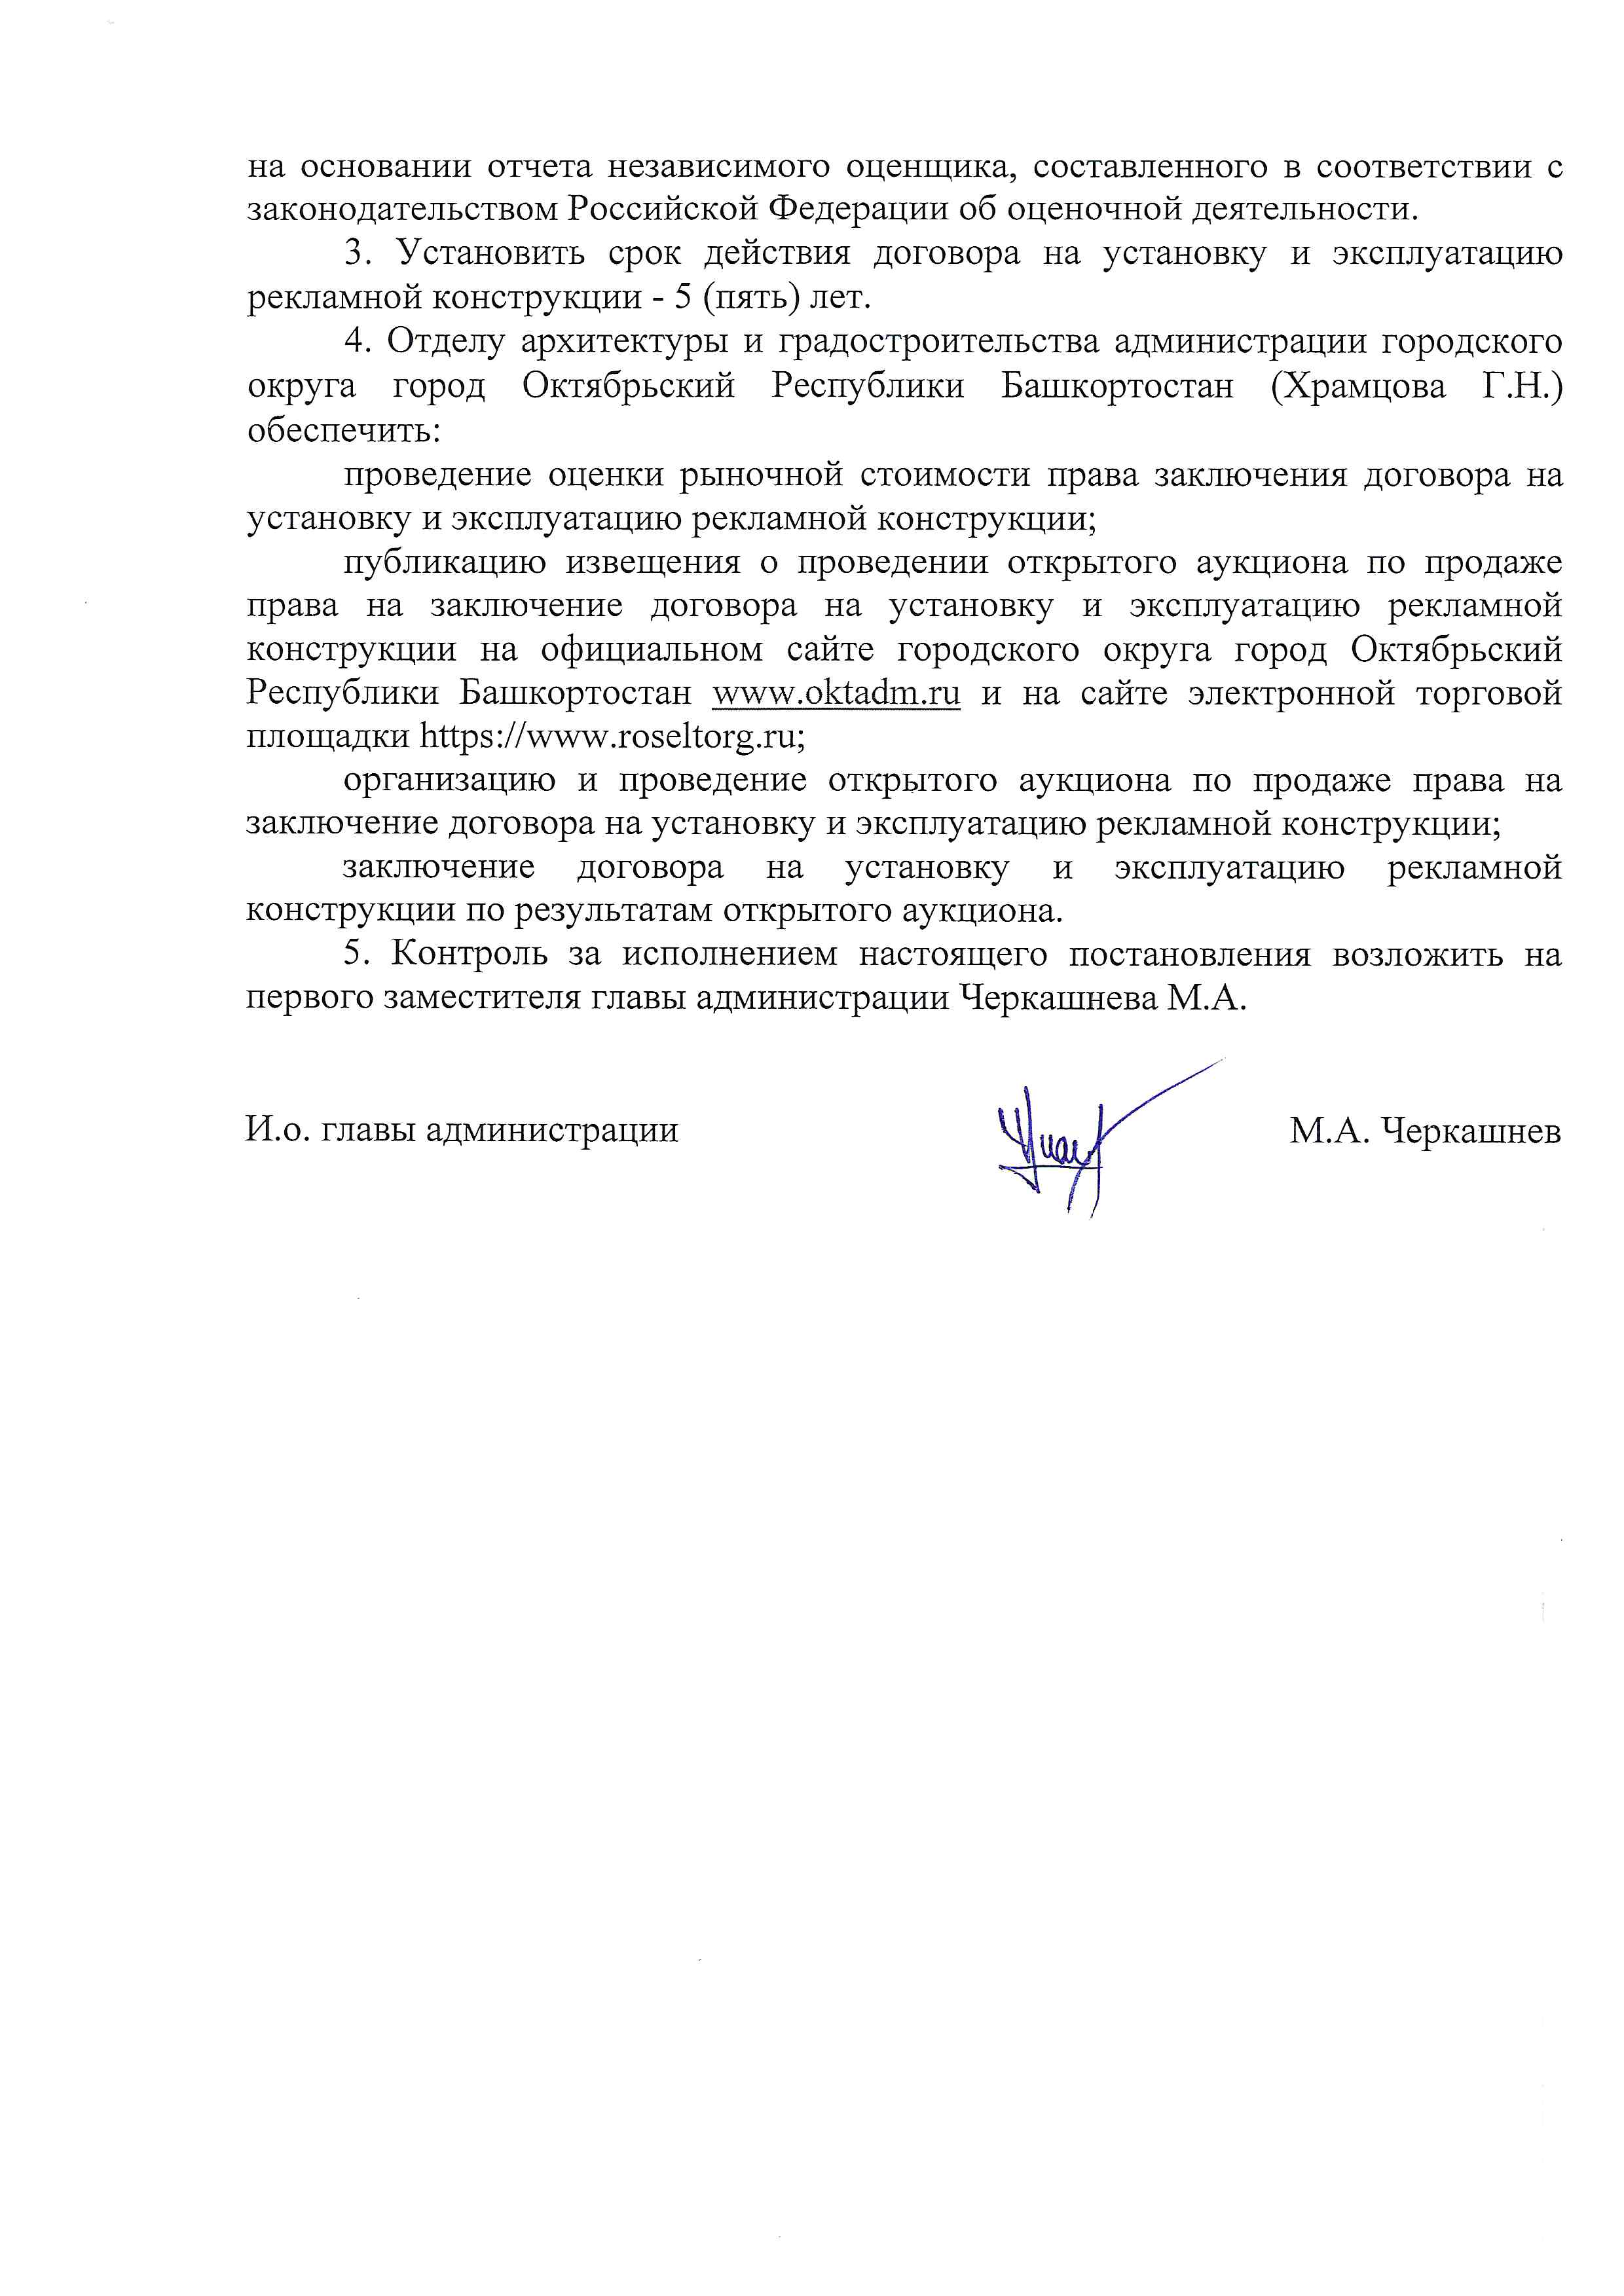 на основании отчета независимого оценщика, составленного в соответствии с
законодательством Российской Федерации об оценочной деятельности.
3. Установить срок действия договора на установку и эксплуатацию
рекламной конструкции - 5 (пять) лет.
4. Отделу архитектуры и градостроительства администрации городского
округа город Октябрьский Республики Башкортостан (Храмцова Г.Н.)
обеспечить:
проведение оценки рыночной стоимости права заключения договора на
установку и эксплуатацию рекламной конструкции;
публикацию извещения о проведении открытого аукциона по продаже
права на заключение договора на установку и эксплуатацию рекламной
конструкции на официальном сайте городского округа город Октябрьский
Республики Башкортостан www.oktadm.ru и на сайте электронной торговой
площадки https://www.roseltorg.ru;
организацию и проведение открытого аукциона по продаже права на
заключение договора на установку и эксплуатацию рекламной конструкции;
заключение договора на установку и эксплуатацию рекламной
конструкции по результатам открытого аукциона.
5. Контроль за исполнением настоящего постановления возложить на
первого заместителя главы администрации Черкашнева М.А.
И.о. главы администрации М.А. Черкашнев